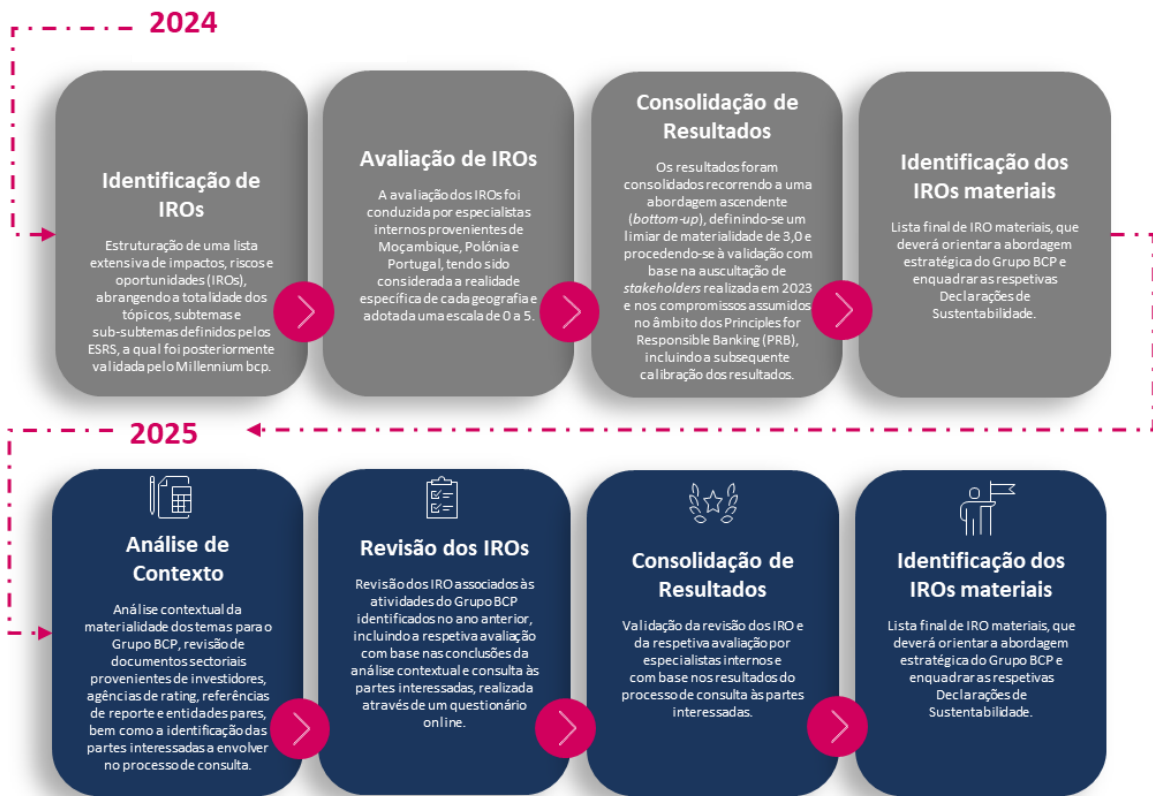 2024
Identificação de
IROs
Estruturação de uma lista
extensiva de impactos, riscos e
oportunidades (IROs),
abrangendo a totalidade dos
tópicos, subtemas e
sub-subtemas definidos pelos
ESRS, a qual foi posteriormente
validada pelo Millennium bcp.
Avaliação de IROs
A avaliação dos IROs foi
conduzida por especialistas
internos provenientes de
Moçambique, Polónia e
Portugal, tendo sido
considerada a realidade
específica de cada geografia e
adotada uma escala de 0 a 5.
Consolidação de
Resultados
Os resultados foram
consolidados recorrendo a uma
abordagem ascendente
(bottom-up), definindo-se um
limiar de materialidade de 3,0 e
procedendo-se à validação com
base na auscultação de
stakeholders realizada em 2023
e nos compromissos assumidos
no âmbito dos Principles for
Responsible Banking (PRB),
incluindo a subsequente
calibração dos resultados.
Identificação dos
IROs materiais
Lista final de IRO materiais, que
deverá orientar a abordagem
estratégica do Grupo BCP e
enquadrar as respetivas
Declarações de
Sustentabilidade.
2025
Análise de
Contexto
Análise contextual da
materialidade dos temas para o
Grupo BCP, revisão de
documentos sectoriais
provenientes de investidores,
agências de rating, referências
de reporte e entidades pares,
bem como a identificação das
partes interessadas a envolver
no processo de consulta.
Revisão dos IROs
Revisão dos IRO associados às
atividades do Grupo BCP
identificados no ano anterior,
incluindo a respetiva avaliação
com base nas conclusões da
análise contextual e consulta às
partes interessadas, realizada
através de um questionário
online.
Consolidação de
Resultados
Validação da revisão dos IRO e
da respetiva avaliação por
especialistas internos e
com base nos resultados do
processo de consulta às partes
interessadas.
Identificação dos
IROs materiais
Lista final de IRO materiais, que
deverá orientar a abordagem
estratégica do Grupo BCP e
enquadrar as respetivas
Declarações de
Sustentabilidade.